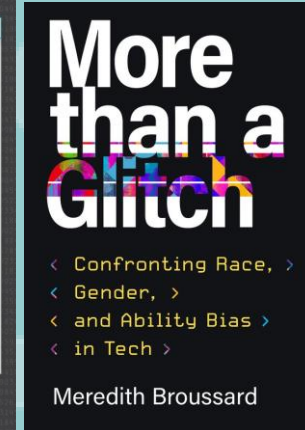 More
than a
Glitch
< Confronting Race, >
< Gender, >
< and Ability Bias >
< in Tech >
Meredith Broussard